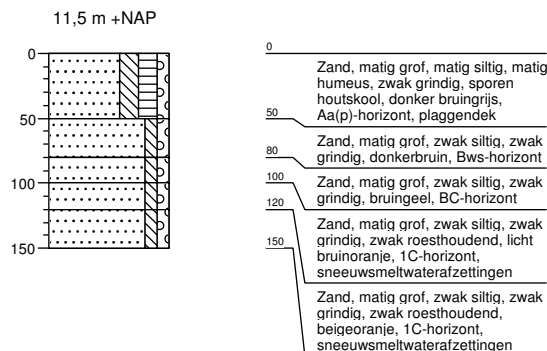 11,5 m +NAP
0
50
100
150
0
Zand, matig grof, matig siltig, matig
humeus, zwak grindig, sporen
houtskool, donker bruingrijs,
Aa(p)-horizont, plaggendek
50
Zand, matig grof, zwak siltig, zwak
grindig, donkerbruin, Bws-horizont
80
Zand, matig grof, zwak siltig, zwak
grindig, bruingeel, BC-horizont
100
Zand, matig grof, zwak siltig, zwak
grindig, zwak roesthoudend, licht
bruinoranje, 1C-horizont,
sneeuwsmeltwaterafzettingen
120
Zand, matig grof, zwak siltig, zwak
grindig, zwak roesthoudend,
beigeoranje, 1C-horizont,
sneeuwsmeltwaterafzettingen
150